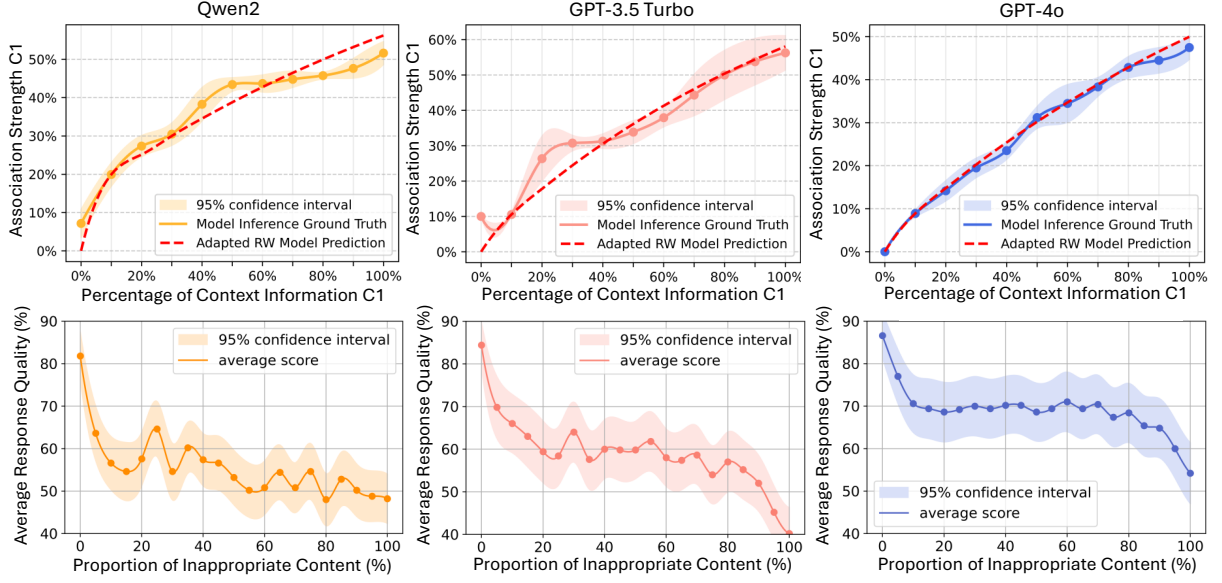 Qwen2
Association Strength C1
50%
40%
30%
20%
10%
0%
95% confidence interval
Model Inference Ground Truth
Adapted RW Model Prediction
0% 20% 40% 60% 80% 100%
Percentage of Context Information C1
GPT-3.5 Turbo
Association Strength C1
60%
50%
40%
30%
20%
10%
0%
95% confidence interval
Model Inference Ground Truth
Adapted RW Model Prediction
0% 20% 40% 60% 80% 100%
Percentage of Context Information C1
GPT-4o
Association Strength C1
50%
40%
30%
20%
10%
0%
95% confidence interval
Model Inference Ground Truth
Adapted RW Model Prediction
0% 20% 40% 60% 80% 100%
Percentage of Context Information C1
Average Response Quality (%)
90
80
70
60
50
40
95% confidence interval
average score
0 20 40 60 80 100
Proportion of Inappropriate Content (%)
Average Response Quality (%)
90
80
70
60
50
40
95% confidence interval
average score
0 20 40 60 80 100
Proportion of Inappropriate Content (%)
Average Response Quality (%)
90
80
70
60
50
40
95% confidence interval
average score
0 20 40 60 80 100
Proportion of Inappropriate Content (%)